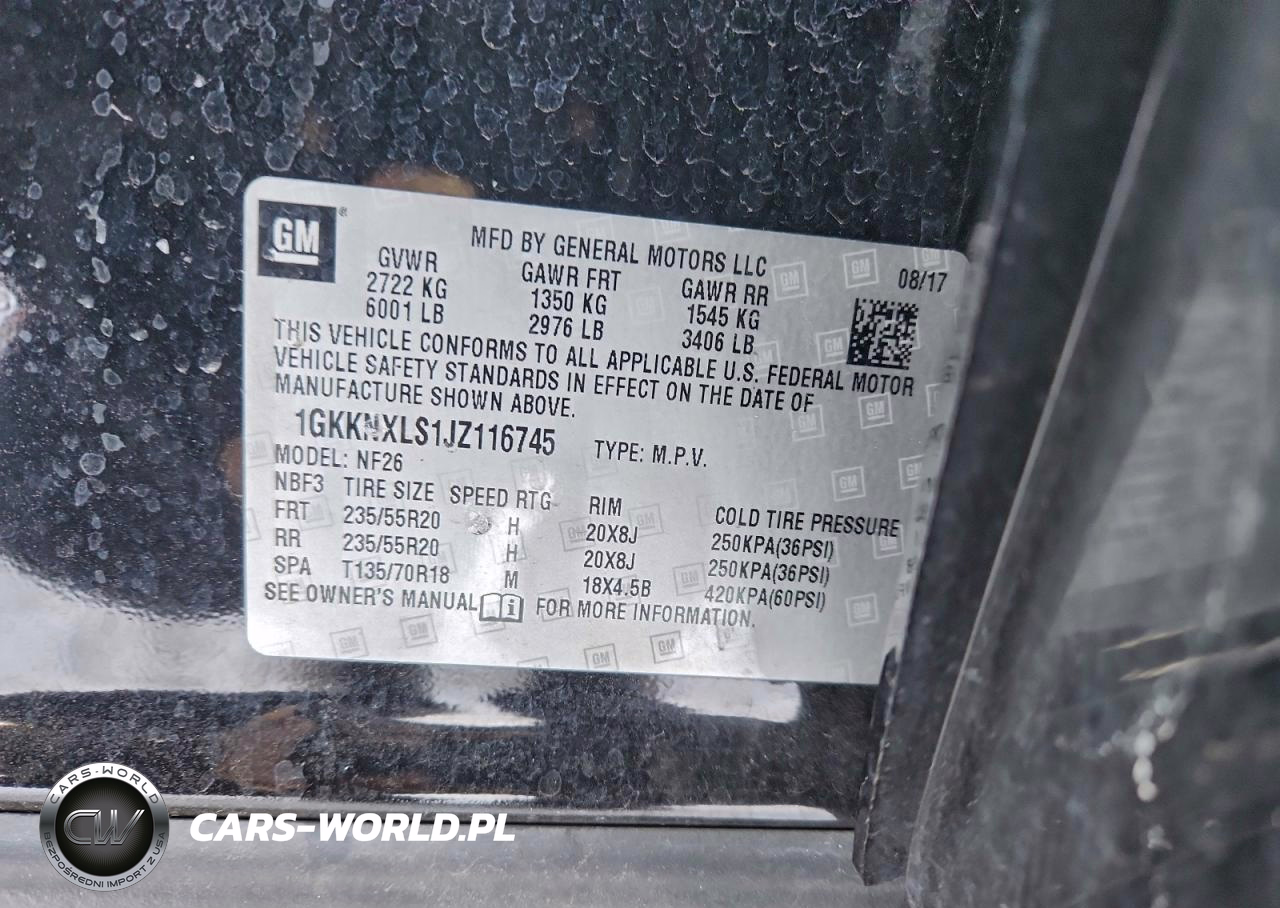 GM
MFD BY GENERAL MOTORS LLC
08/17
GVWR GAWR FRT GAWR RR
2722 KG 1350 KG 1545 KG
6001 LB 2976 LB 3406 LB
THIS VEHICLE CONFORMS TO ALL APPLICABLE U.S. FEDERAL MOTOR
VEHICLE SAFETY STANDARDS IN EFFECT ON THE DATE OF
MANUFACTURE SHOWN ABOVE.
1GKKNXLS1JZ116745 TYPE: M.P.V.
MODEL: NF26
NBF3 TIRE SIZE SPEED RTG RIM COLD TIRE PRESSURE
FRT 235/55R20 H 20X8J 250KPA(36PSI)
RR 235/55R20 H 20X8J 250KPA(36PSI)
SPA T135/70R18 M 18X4.5B 420KPA(60PSI)
SEE OWNER'S MANUAL FOR MORE INFORMATION.
CARS-WORLD
CW
BEZPOŚREDNI IMPORT Z USA
CARS-WORLD.PL